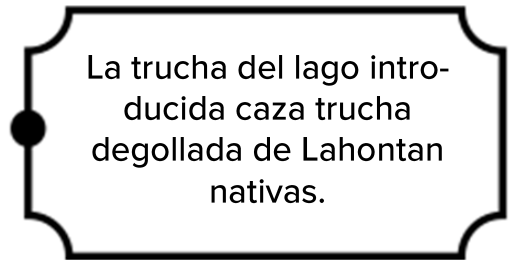 La trucha del lago intro-
ducida caza trucha
degollada de Lahontan
nativas.